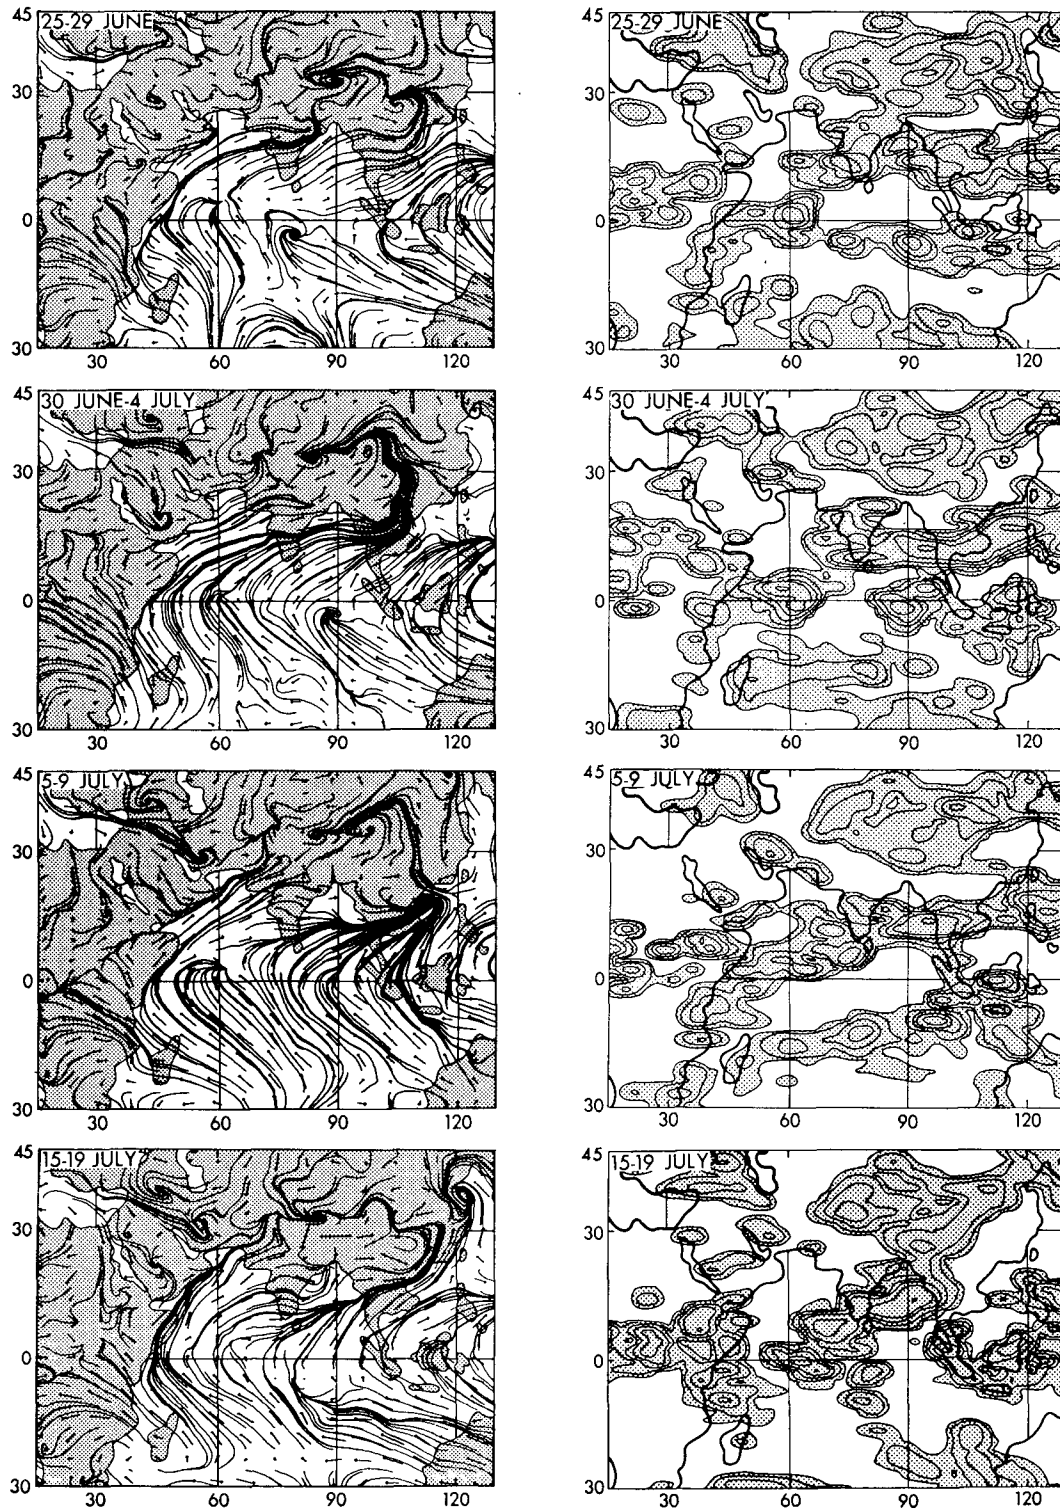 45 25-29 JUNE 45 25-29 JUNE
30 30
0 0
30 30
30 60 90 120 30 60 90 120
45 30 JUNE-4 JULY 45 30 JUNE-4 JULY
30 30
0 0
30 30
30 60 90 120 30 60 90 120
45 5-9 JULY 45 5-9 JULY
30 30
0 0
30 30
30 60 90 120 30 60 90 120
45 15-19 JULY 45 15-19 JULY
30 30
0 0
30 30
30 60 90 120 30 60 90 120